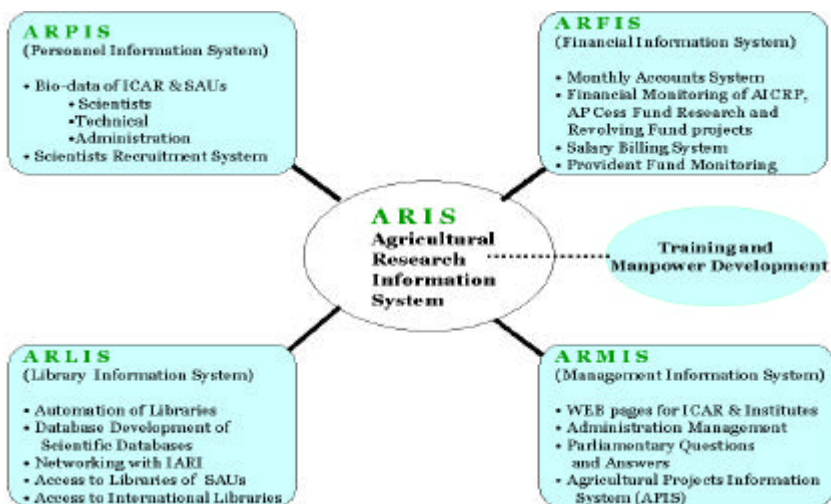 ARPIS
(Personnel Information System)
• Bio-data of ICAR & SAUs
• Scientists
• Technical
• Administration
• Scientists Recruitment System
ARFIS
(Financial Information System)
• Monthly Accounts System
• Financial Monitoring of AICRP,
AP Cess Fund Research and
Revolving Fund projects
• Salary Billing System
• Provident Fund Monitoring
ARIS
Agricultural
Research
Information
System
Training and
Manpower Development
ARLIS
(Library Information System)
• Automation of Libraries
• Database Development of
Scientific Databases
• Networking with IARI
• Access to Libraries of SAUs
• Access to International Libraries
ARMIS
(Management Information System)
• WEB pages for ICAR & Institutes
• Administration Management
• Parliamentary Questions
and Answers
• Agricultural Projects Information
System (APIS)